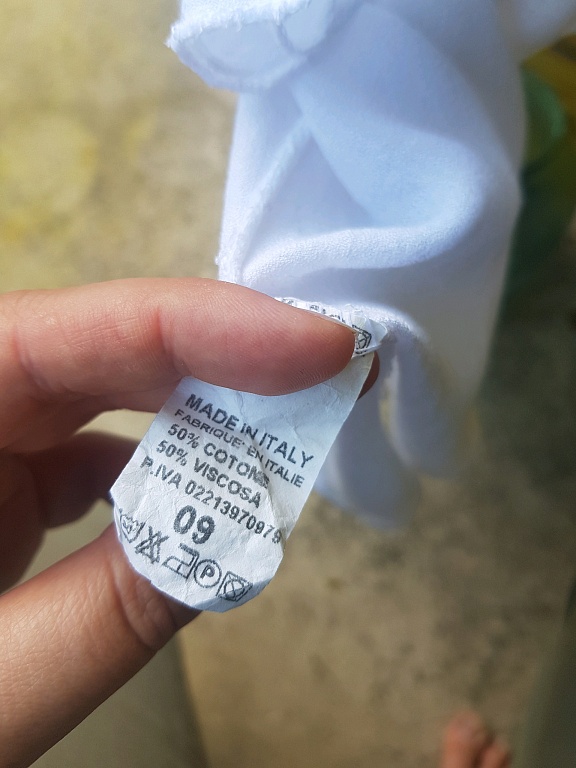 MADE IN ITALY
FABRIQUE' EN ITALIE
50% COTONE
50% VISCOSA
P.IVA 02213970979
09
P